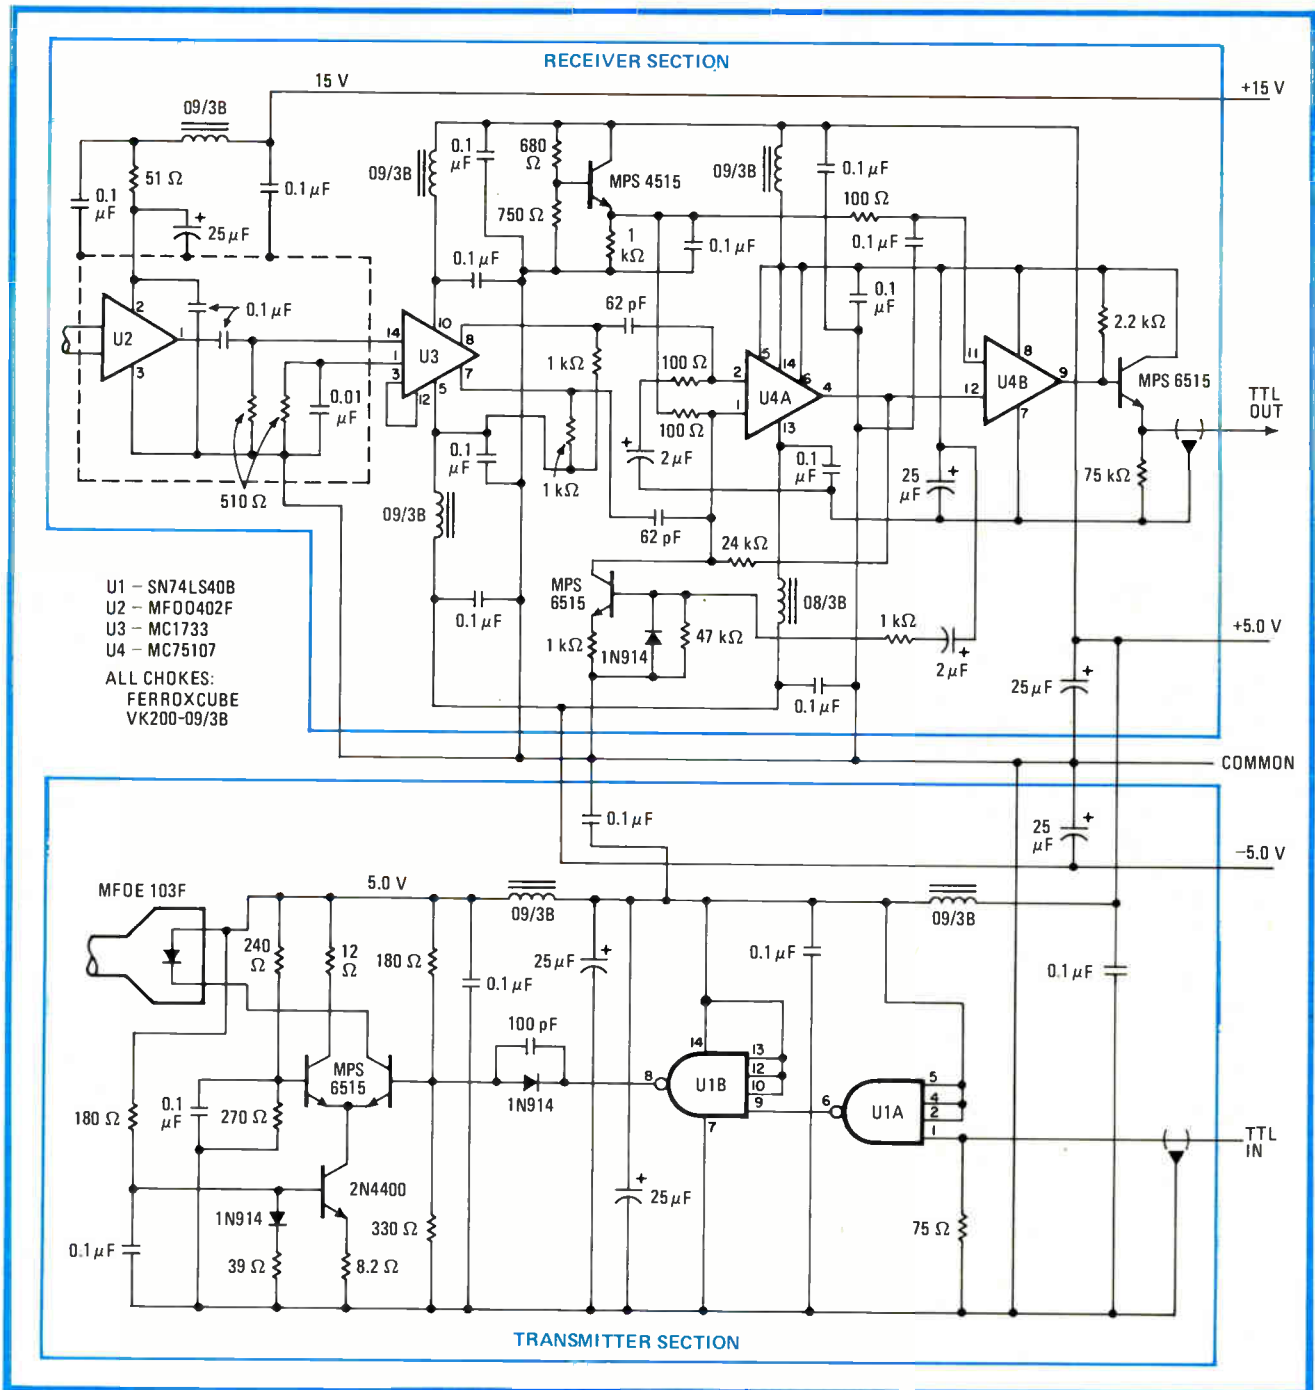 RECEIVER SECTION
15 V
+15 V
09/3B
0.1
μF
51 Ω
25 μF
+
0.1 μF
09/3B
0.1
μF
680
Ω
MPS 4515
750 Ω
1
kΩ
0.1 μF
09/3B
0.1 μF
100 Ω
0.1 μF
0.1 μF
0.1
μF
2
U2
1
3
0.1 μF
0.01
μF
510 Ω
14
1
3
10
U3
8
7
5
12
62 pF
1 kΩ
100 Ω
100 Ω
2 μF
+
2
1
5
14
6
U4A
4
13
11
12
8
U4B
9
7
2.2 kΩ
MPS 6515
TTL
OUT
0.1
μF
1 kΩ
09/3B
62 pF
0.1
μF
25
μF
+
75 kΩ
24 kΩ
MPS
6515
08/3B
0.1 μF
1 kΩ
1N914
47 kΩ
1 kΩ
2 μF
+
0.1 μF
+5.0 V
25 μF
+
U1 – SN74LS40B
U2 – MFOO402F
U3 – MC1733
U4 – MC75107
ALL CHOKES:
FERROXCUBE
VK200-09/3B
COMMON
0.1 μF
25
μF
+
−5.0 V
MFOE 103F
5.0 V
09/3B
09/3B
240
Ω
12
Ω
180 Ω
0.1 μF
25 μF
+
0.1 μF
0.1 μF
100 pF
MPS
6515
1N914
180 Ω
0.1
μF
270 Ω
8
14
U1B
13
12
10
9
7
6
U1A
5
4
2
1
TTL
IN
2N4400
1N914
330 Ω
25 μF
+
75 Ω
0.1 μF
39 Ω
8.2 Ω
TRANSMITTER SECTION